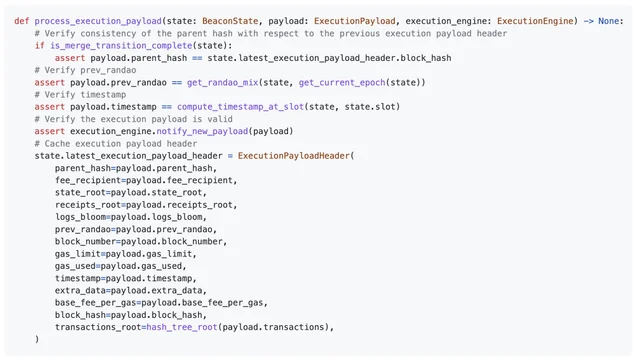 def process_execution_payload(state: BeaconState, payload: ExecutionPayload, execution_engine: ExecutionEngine) -> None:
    # Verify consistency of the parent hash with respect to the previous execution payload header
    if is_merge_transition_complete(state):
        assert payload.parent_hash == state.latest_execution_payload_header.block_hash
    # Verify prev_randao
    assert payload.prev_randao == get_randao_mix(state, get_current_epoch(state))
    # Verify timestamp
    assert payload.timestamp == compute_timestamp_at_slot(state, state.slot)
    # Verify the execution payload is valid
    assert execution_engine.notify_new_payload(payload)
    # Cache execution payload header
    state.latest_execution_payload_header = ExecutionPayloadHeader(
        parent_hash=payload.parent_hash,
        fee_recipient=payload.fee_recipient,
        state_root=payload.state_root,
        receipts_root=payload.receipts_root,
        logs_bloom=payload.logs_bloom,
        prev_randao=payload.prev_randao,
        block_number=payload.block_number,
        gas_limit=payload.gas_limit,
        gas_used=payload.gas_used,
        timestamp=payload.timestamp,
        extra_data=payload.extra_data,
        base_fee_per_gas=payload.base_fee_per_gas,
        block_hash=payload.block_hash,
        transactions_root=hash_tree_root(payload.transactions),
    )